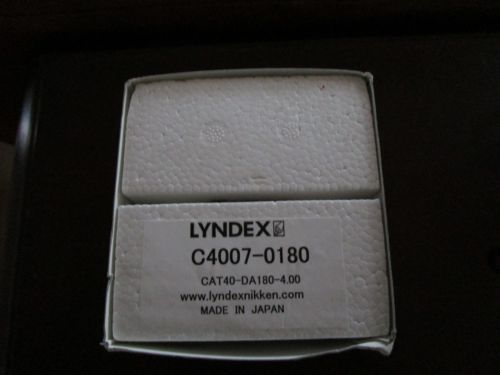 LYNDEX
C4007-0180
CAT40-DA180-4.00
www.lyndexnikken.com
MADE IN JAPAN